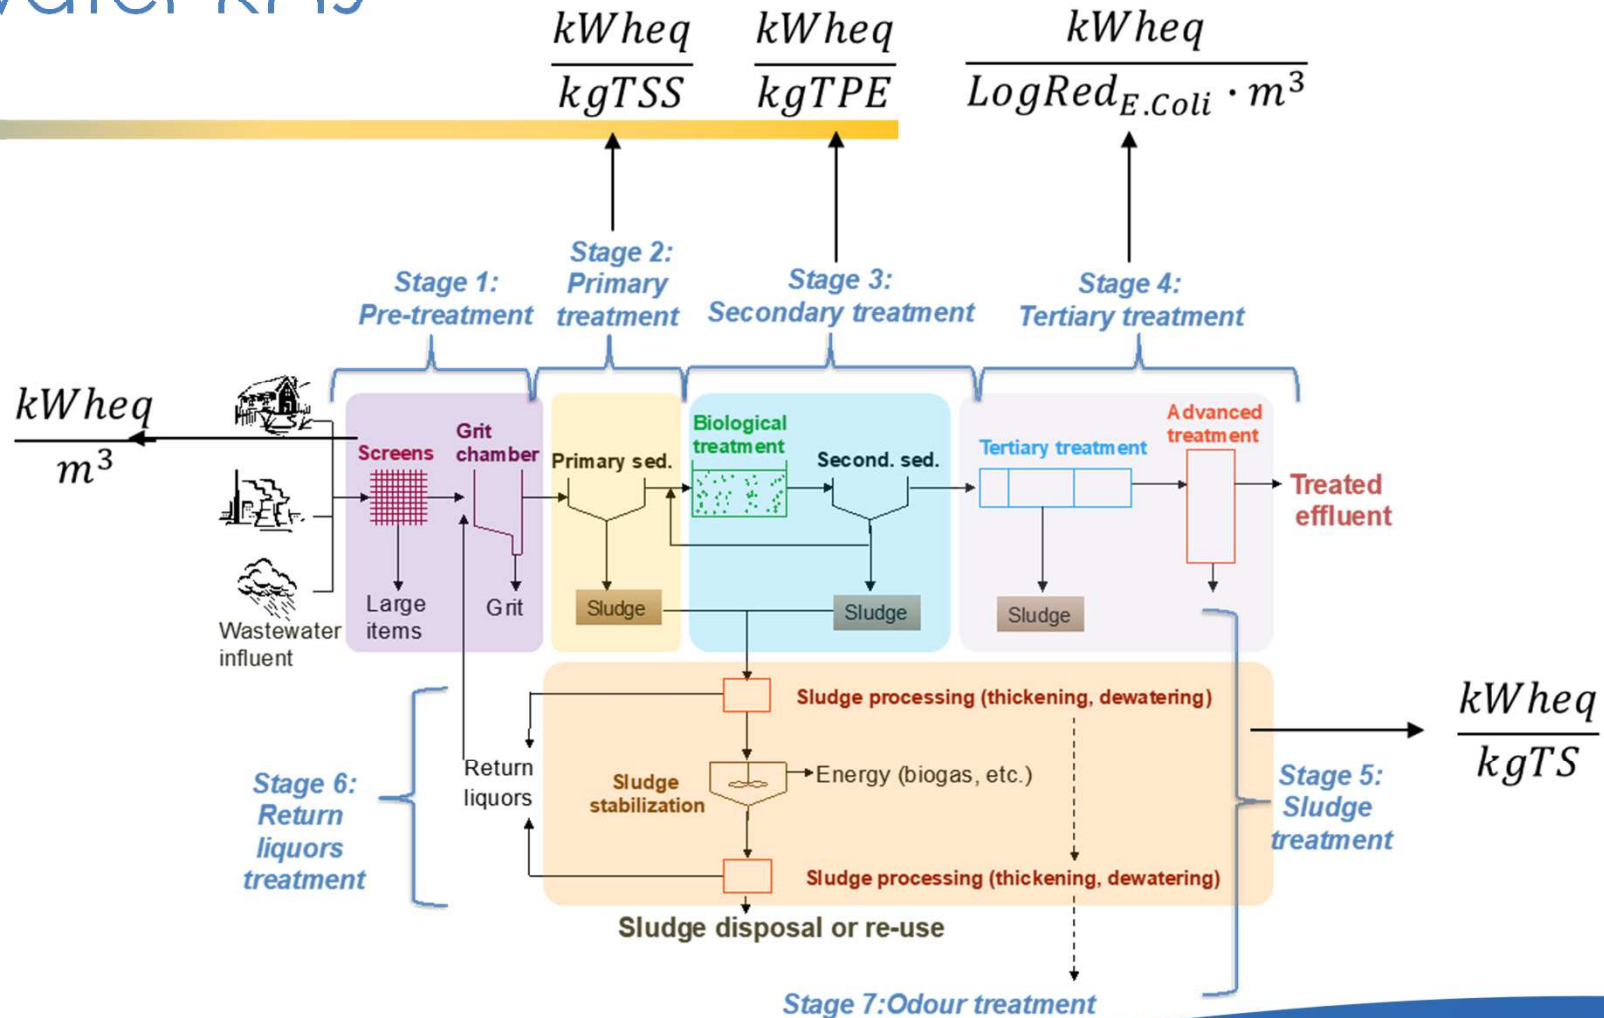 kWheq
kgTSS
kWheq
kgTPE
kWheq
LogRed_{E.Coli} · m³
Stage 1:
Pre-treatment
Stage 2:
Primary
treatment
Stage 3:
Secondary treatment
Stage 4:
Tertiary treatment
kWheq
m³
Screens
Grit
chamber
Primary sed.
Biological
treatment
Second. sed.
Tertiary treatment
Advanced
treatment
Treated
effluent
Large
items
Grit
Sludge
Sludge
Sludge
Wastewater
influent
Sludge processing (thickening, dewatering)
kWheq
kgTS
Stage 6:
Return
liquors
treatment
Return
liquors
Sludge
stabilization
Energy (biogas, etc.)
Stage 5:
Sludge
treatment
Sludge processing (thickening, dewatering)
Sludge disposal or re-use
Stage 7:Odour treatment